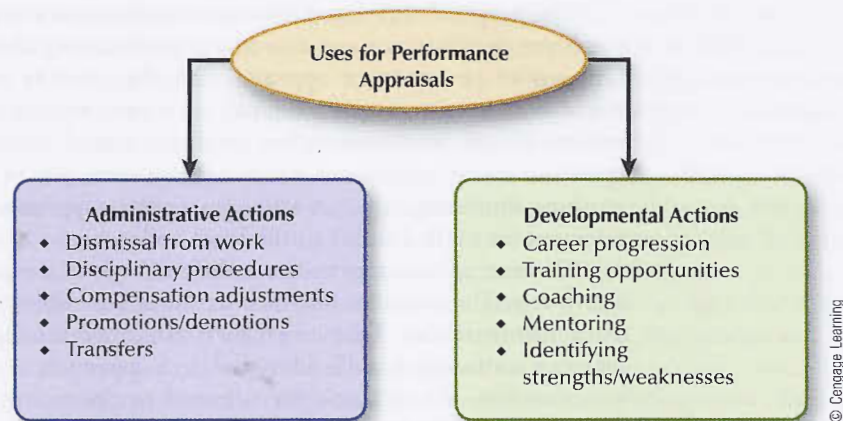 Uses for Performance
Appraisals
Administrative Actions
◆ Dismissal from work
◆ Disciplinary procedures
◆ Compensation adjustments
◆ Promotions/demotions
◆ Transfers
Developmental Actions
◆ Career progression
◆ Training opportunities
◆ Coaching
◆ Mentoring
◆ Identifying
strengths/weaknesses
© Cengage Learning